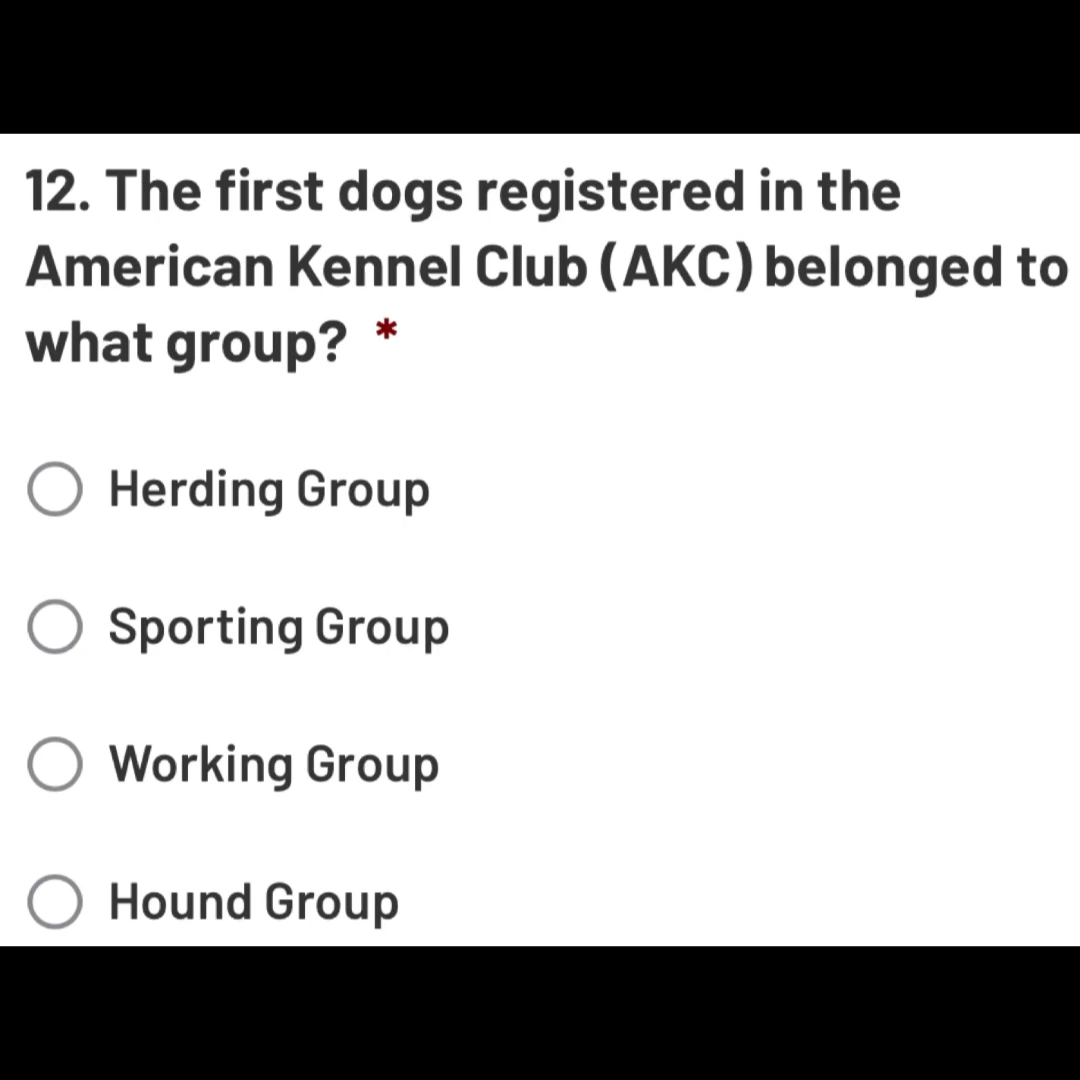 12. The first dogs registered in the
American Kennel Club (AKC) belonged to
what group? *
Herding Group
Sporting Group
Working Group
Hound Group